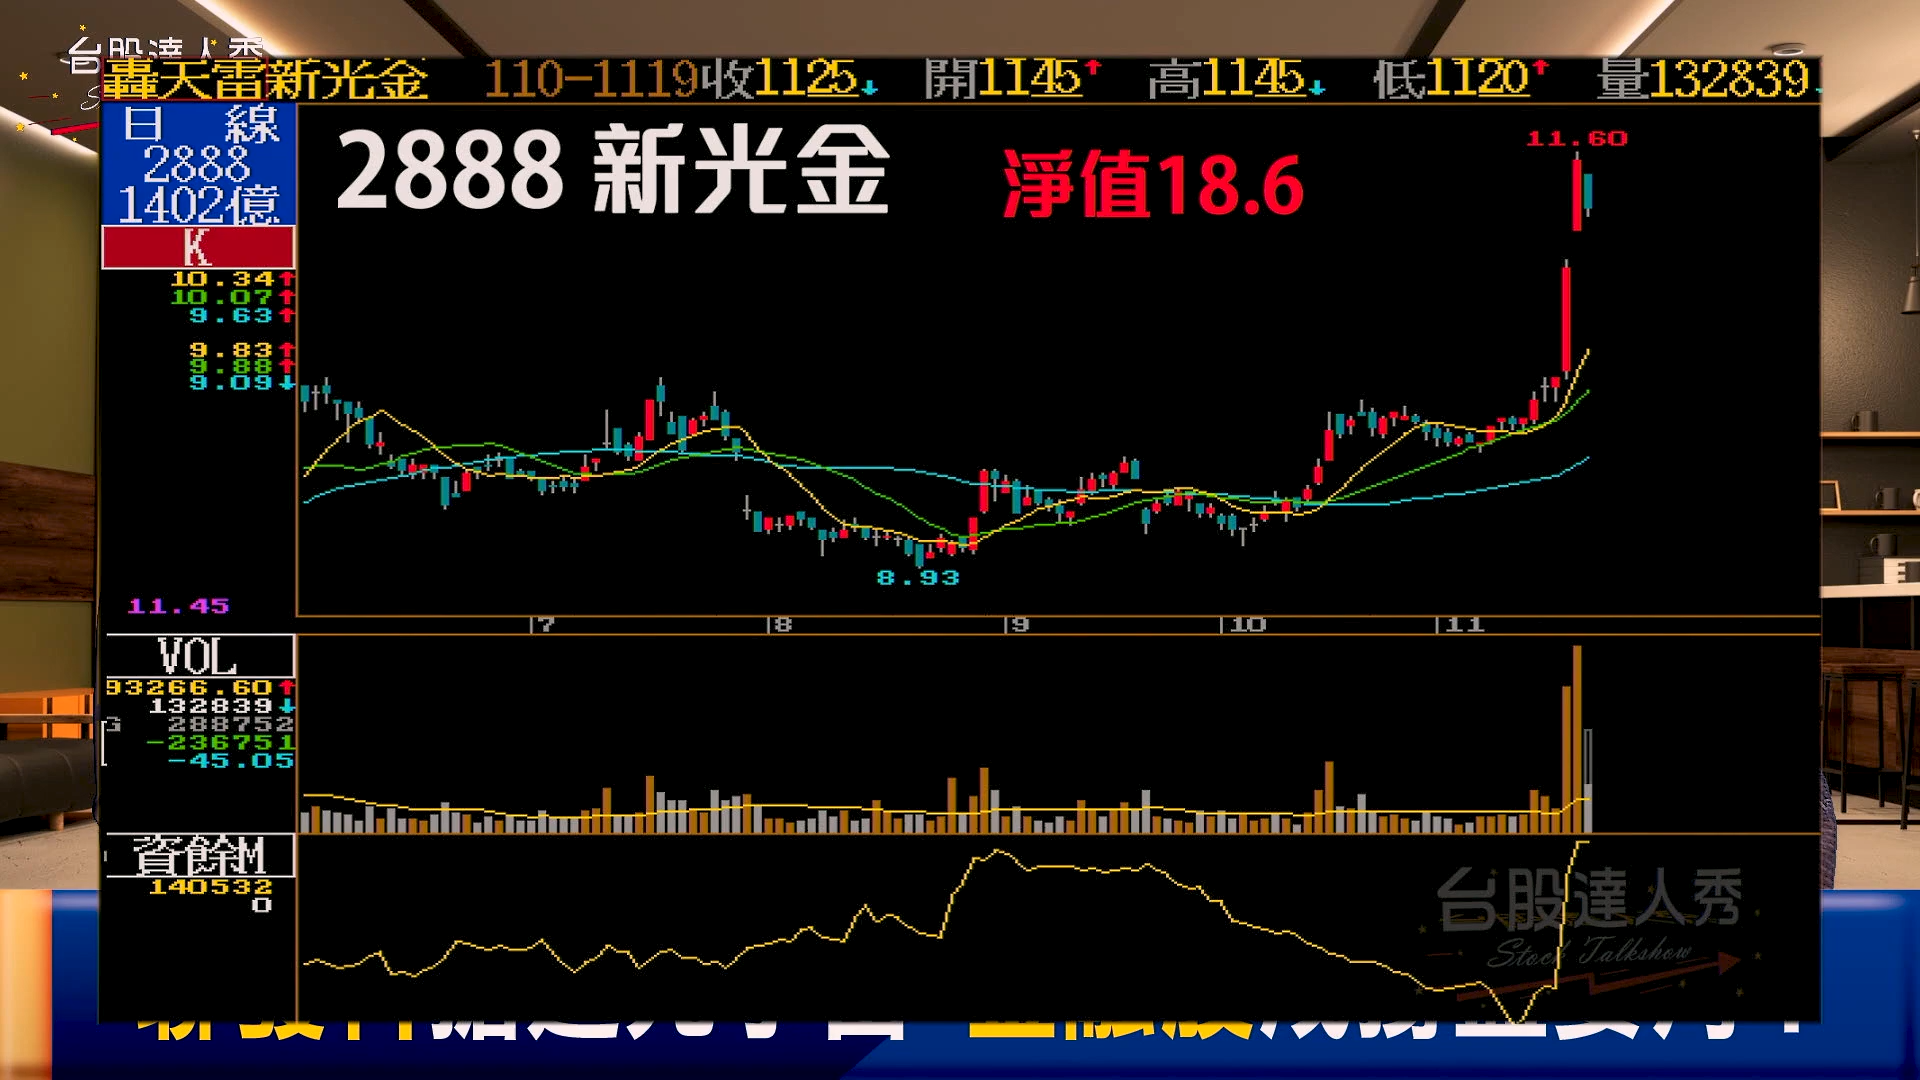 台股達人秀
轟天雷新光金 110-1119收1125↓ 開1145↑ 高1145↓ 低1120↑ 量132839
日 線
2888
1402億
K
2888 新光金 淨值18.6
11.60
10.34↑
10.07↑
9.63↑
9.83↑
9.88↑
9.09↓
8.93
11.45
7 8 9 10 11
VOL
93266.60↑
132839↓
G 288752
-236751
-45.05
資餘M
140532
0
台股達人秀
Stock Talkshow